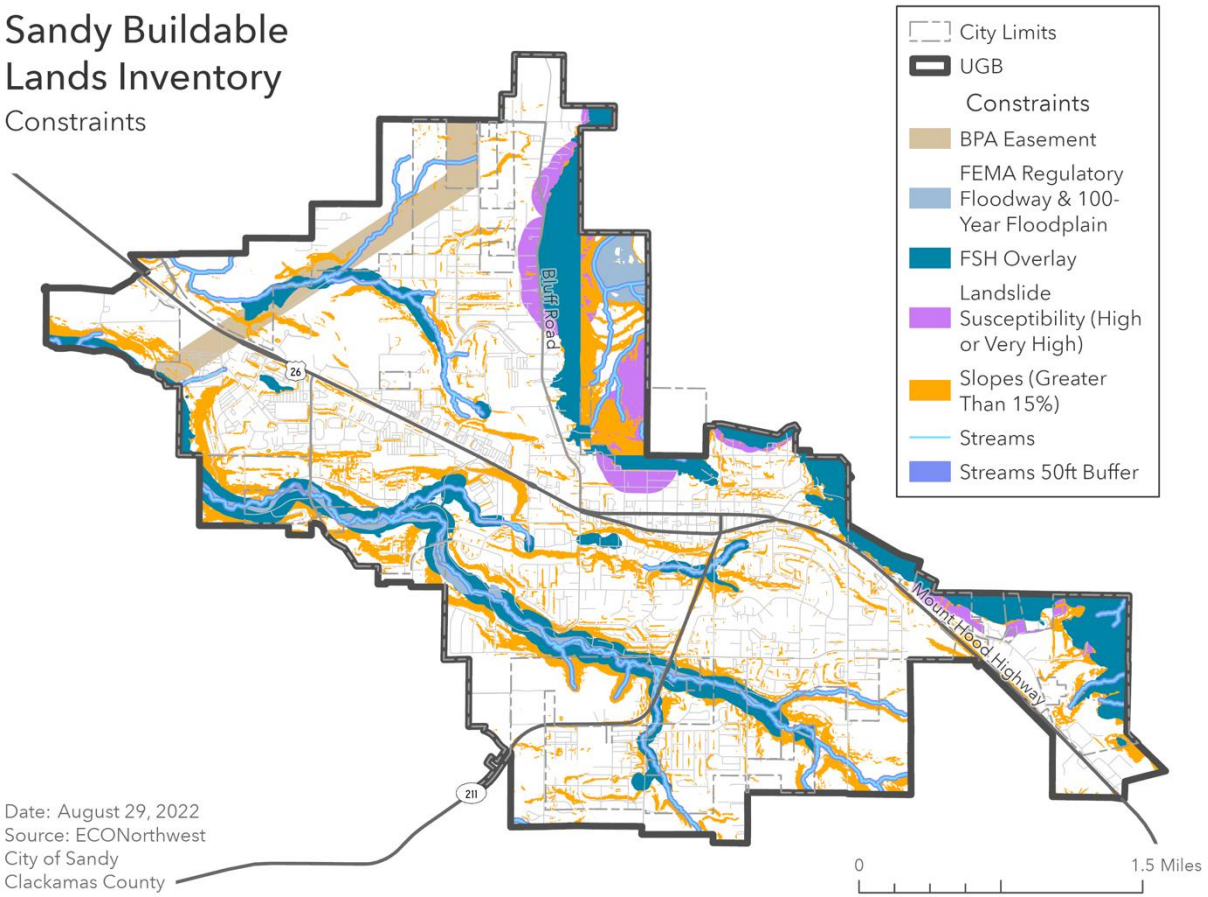 Sandy Buildable
Lands Inventory
Constraints
City Limits
UGB
Constraints
BPA Easement
FEMA Regulatory
Floodway & 100-
Year Floodplain
FSH Overlay
Landslide
Susceptibility (High
or Very High)
Slopes (Greater
Than 15%)
Streams
Streams 50ft Buffer
Bluff Road
26
Mount Hood Highway
211
Date: August 29, 2022
Source: ECONorthwest
City of Sandy
Clackamas County
0
1.5 Miles